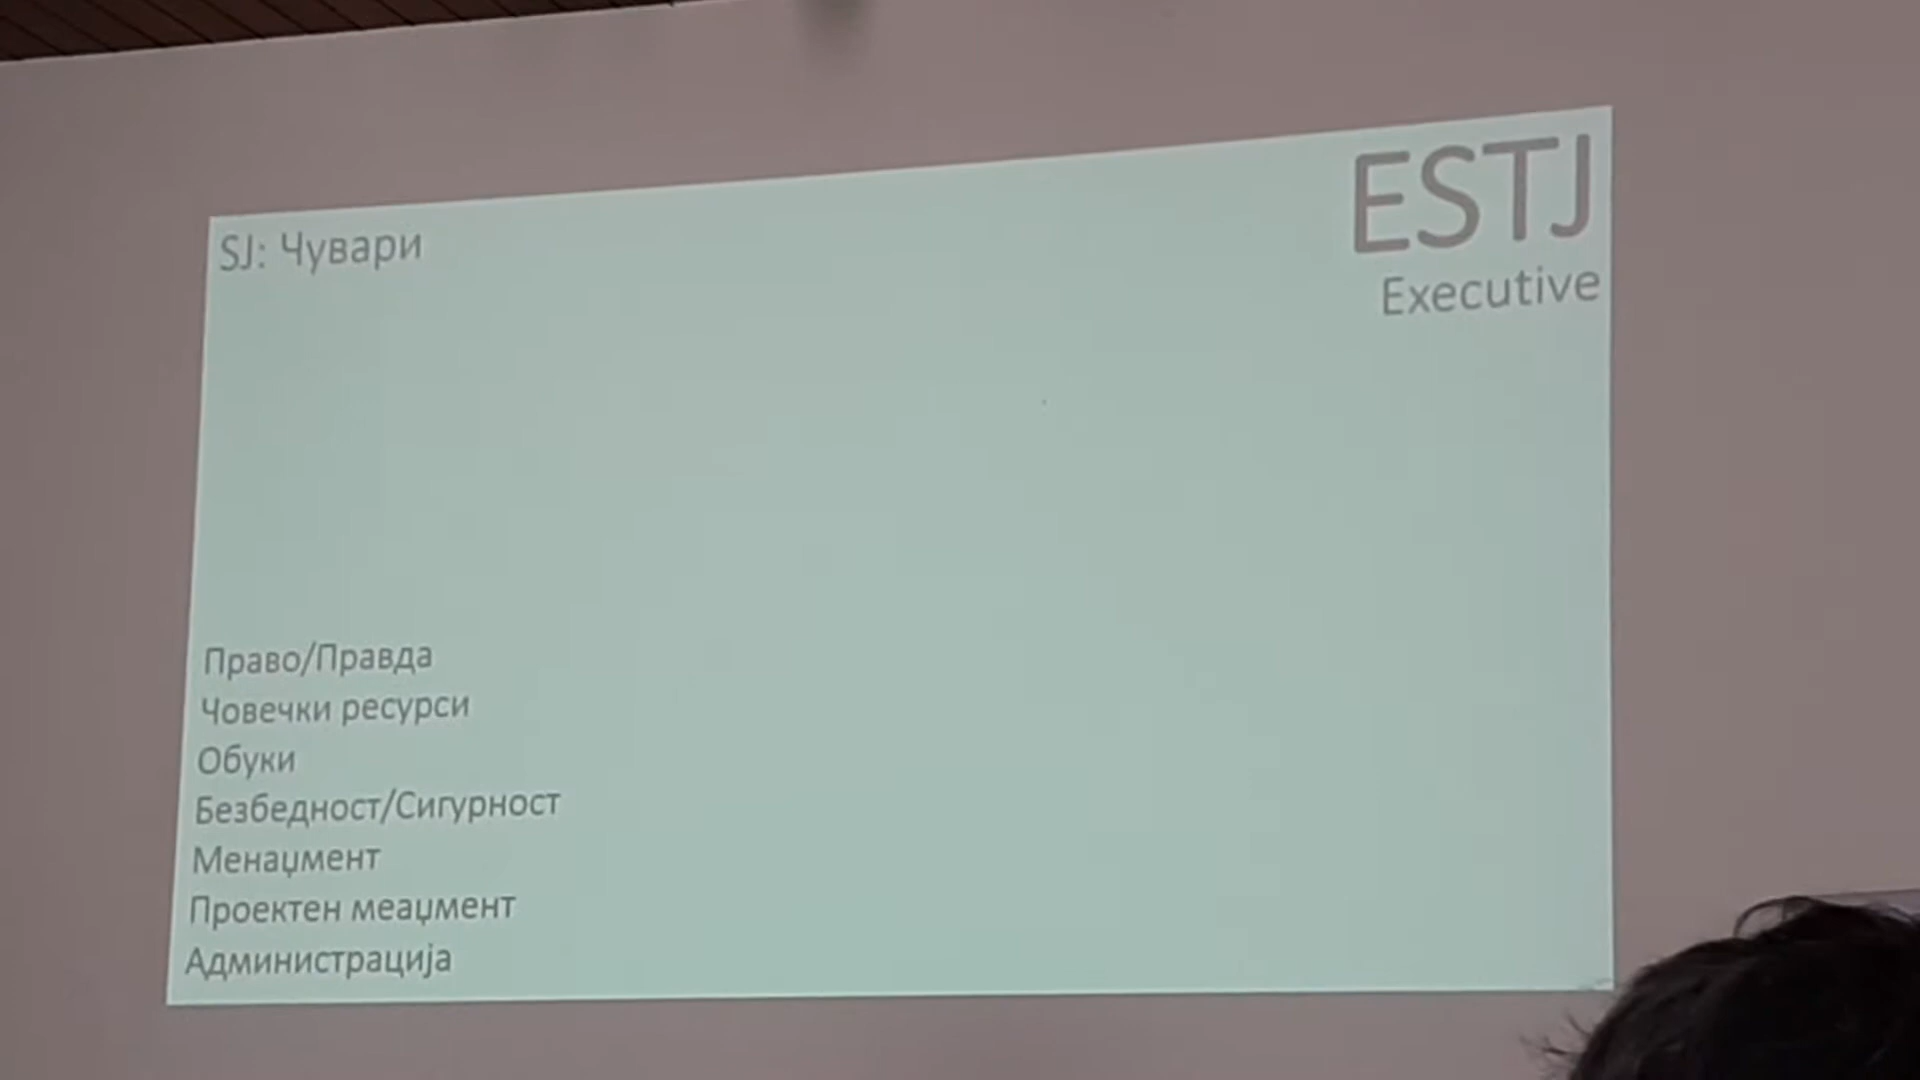 ESTJ
SJ: Чувари
Executive
Право/Правда
Човечки ресурси
Обуки
Безбедност/Сигурност
Менаџмент
Проектен меаџмент
Администрација